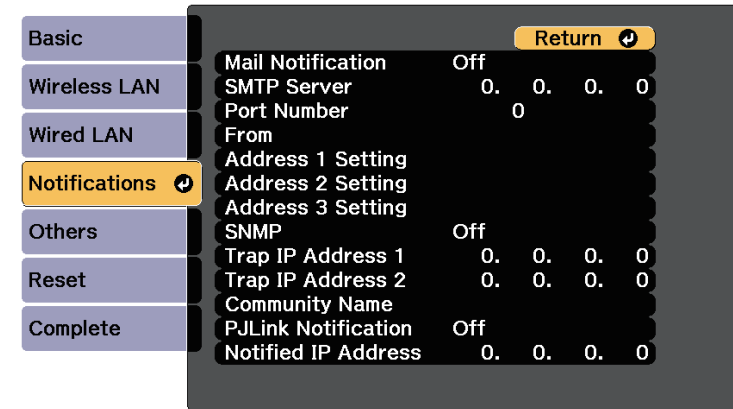 Basic
Wireless LAN
Wired LAN
Notifications
Others
Reset
Complete
Return
Mail Notification Off
SMTP Server 0. 0. 0. 0
Port Number 0
From
Address 1 Setting
Address 2 Setting
Address 3 Setting
SNMP Off
Trap IP Address 1 0. 0. 0. 0
Trap IP Address 2 0. 0. 0. 0
Community Name
PJLink Notification Off
Notified IP Address 0. 0. 0. 0